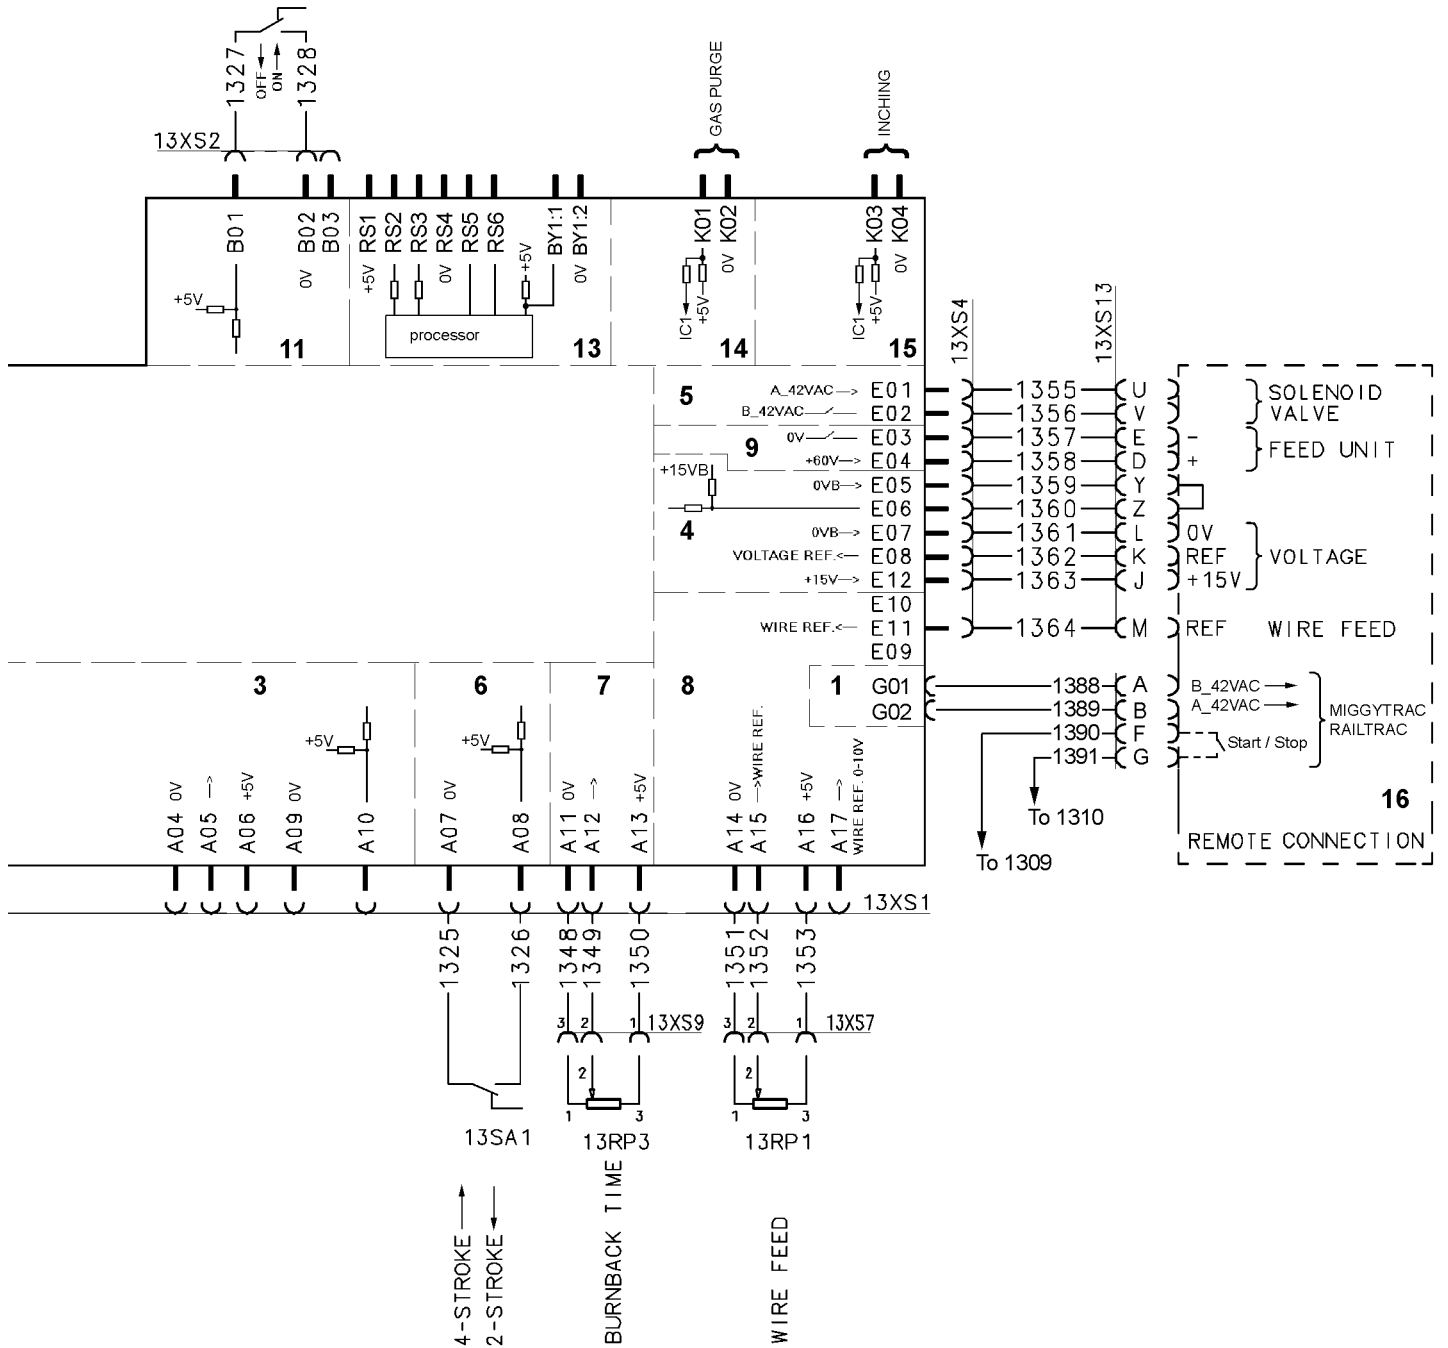 1327
OFF
ON
1328
13XS2
GAS PURGE
INCHING
B01
B02
B03
RS1
RS2
RS3
RS4
RS5
RS6
BY1:1
BY1:2
K01
K02
K03
K04
0V
+5V
0V
+5V
0V
0V
0V
+5V
IC1
+5V
IC1
+5V
processor
11
13
14
15
13XS4
13XS13
5
A_42VAC E01 1355 U
B_42VAC E02 1356 V
SOLENOID
VALVE
9
0V E03 1357 E -
+60V E04 1358 D +
FEED UNIT
+15VB
0VB E05 1359 Y
E06 1360 Z
4
0VB E07 1361 L 0V
VOLTAGE REF. E08 1362 K REF
+15V E12 1363 J +15V
VOLTAGE
E10
WIRE REF. E11 1364 M REF WIRE FEED
E09
3
6
7
8
1
G01 1388 A B_42VAC
G02 1389 B A_42VAC
1390 F
1391 G
Start / Stop
MIGGYTRAC
RAILTRAC
To 1310
To 1309
16
REMOTE CONNECTION
+5V
+5V
A04 0V
A05
A06 +5V
A09 0V
A10
A07 0V
A08
A11 0V
A12
A13 +5V
A14 0V
A15 WIRE REF.
A16 +5V
A17
WIRE REF. 0-10V
13XS1
1325
1326
1348
1349
1350
1351
1352
1353
3 2 1 13XS9
3 2 1 13XS7
2
1 3
2
1 3
13SA1
13RP3
13RP1
4-STROKE
2-STROKE
BURNBACK TIME
WIRE FEED